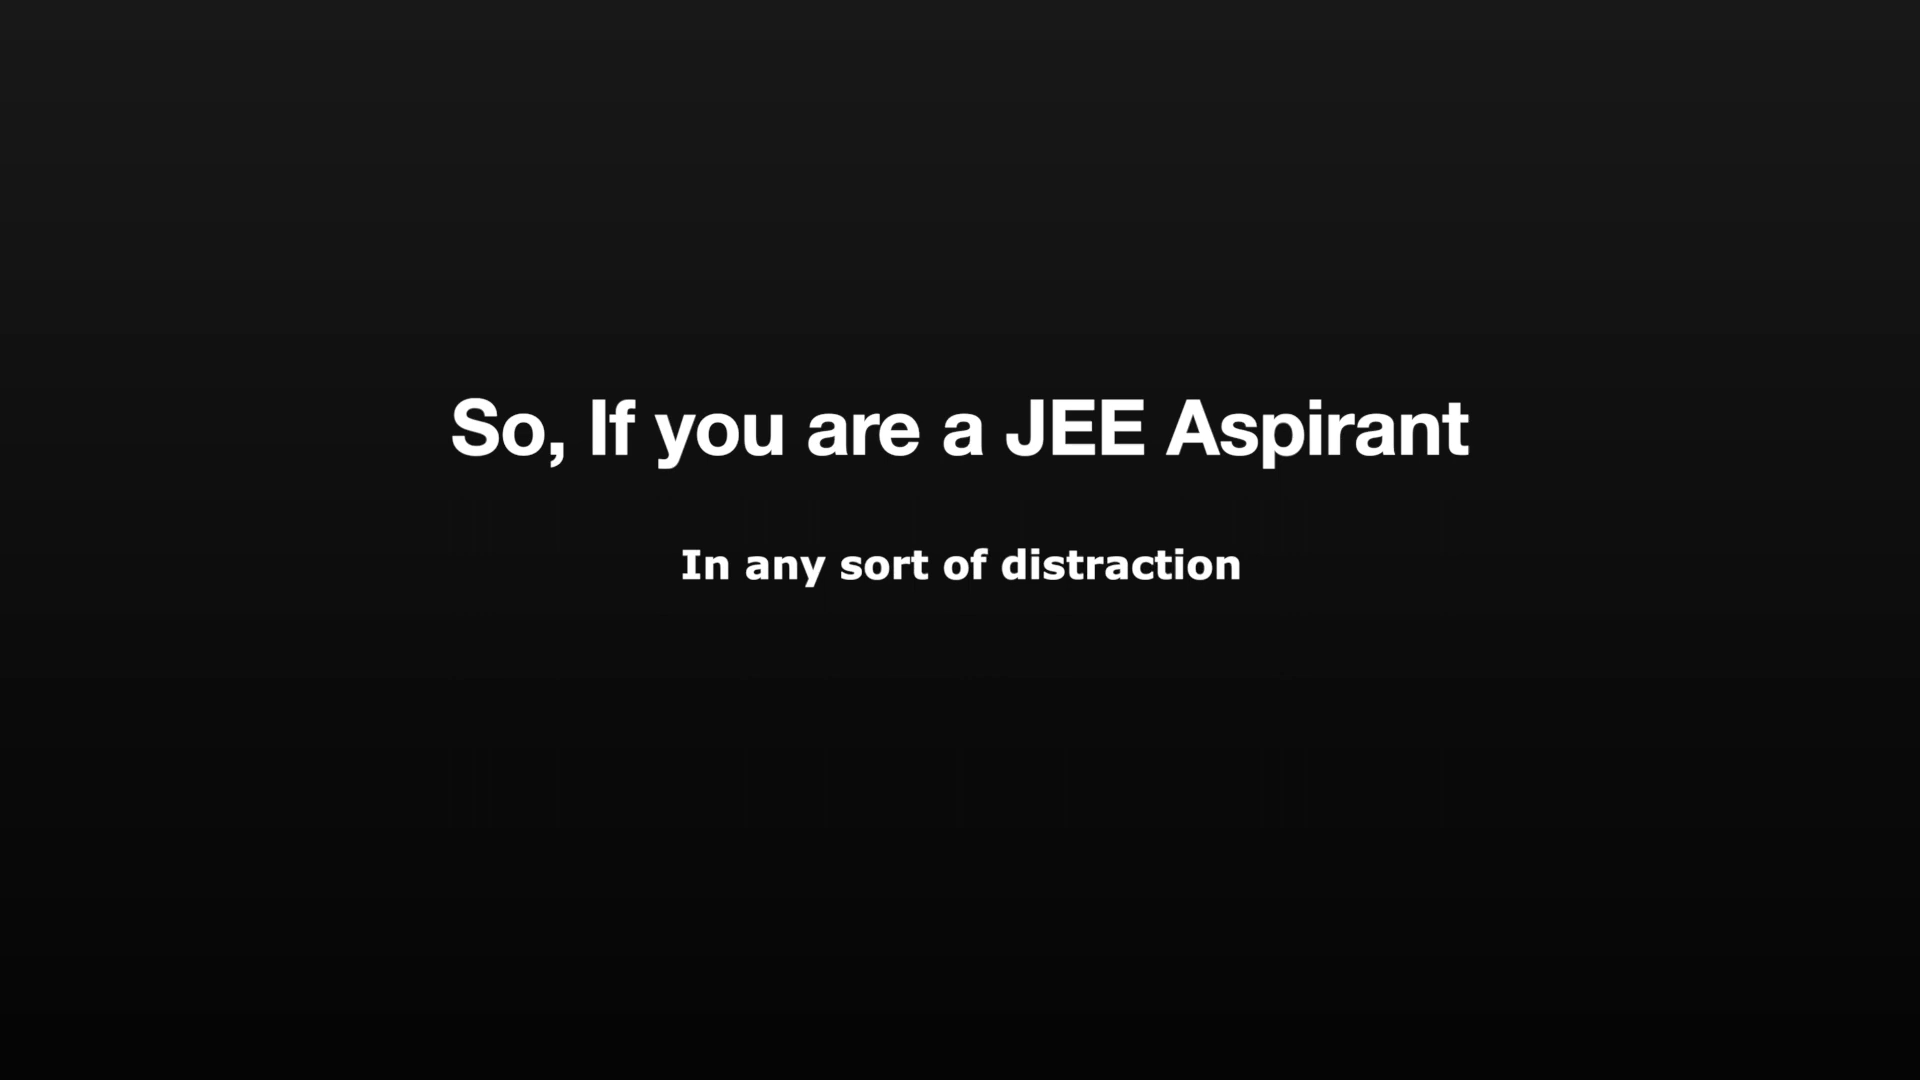 So, If you are a JEE Aspirant
In any sort of distraction